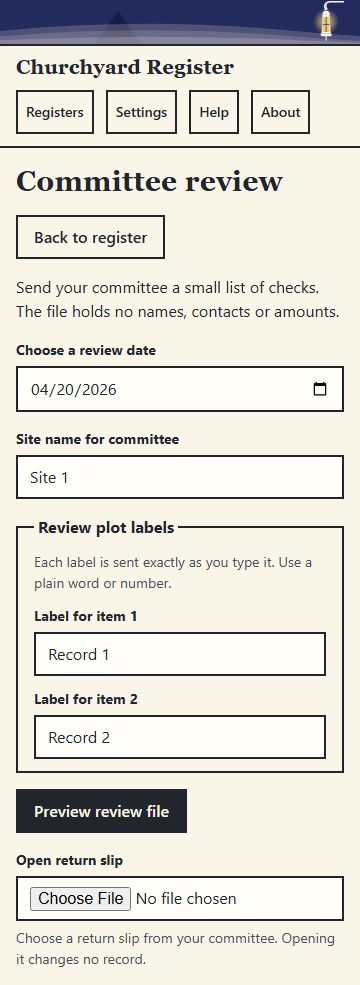 Churchyard Register
Registers
Settings
Help
About
Committee review
Back to register
Send your committee a small list of checks.
The file holds no names, contacts or amounts.
Choose a review date
04/20/2026
Site name for committee
Site 1
Review plot labels
Each label is sent exactly as you type it. Use a
plain word or number.
Label for item 1
Record 1
Label for item 2
Record 2
Preview review file
Open return slip
Choose File No file chosen
Choose a return slip from your committee. Opening
it changes no record.